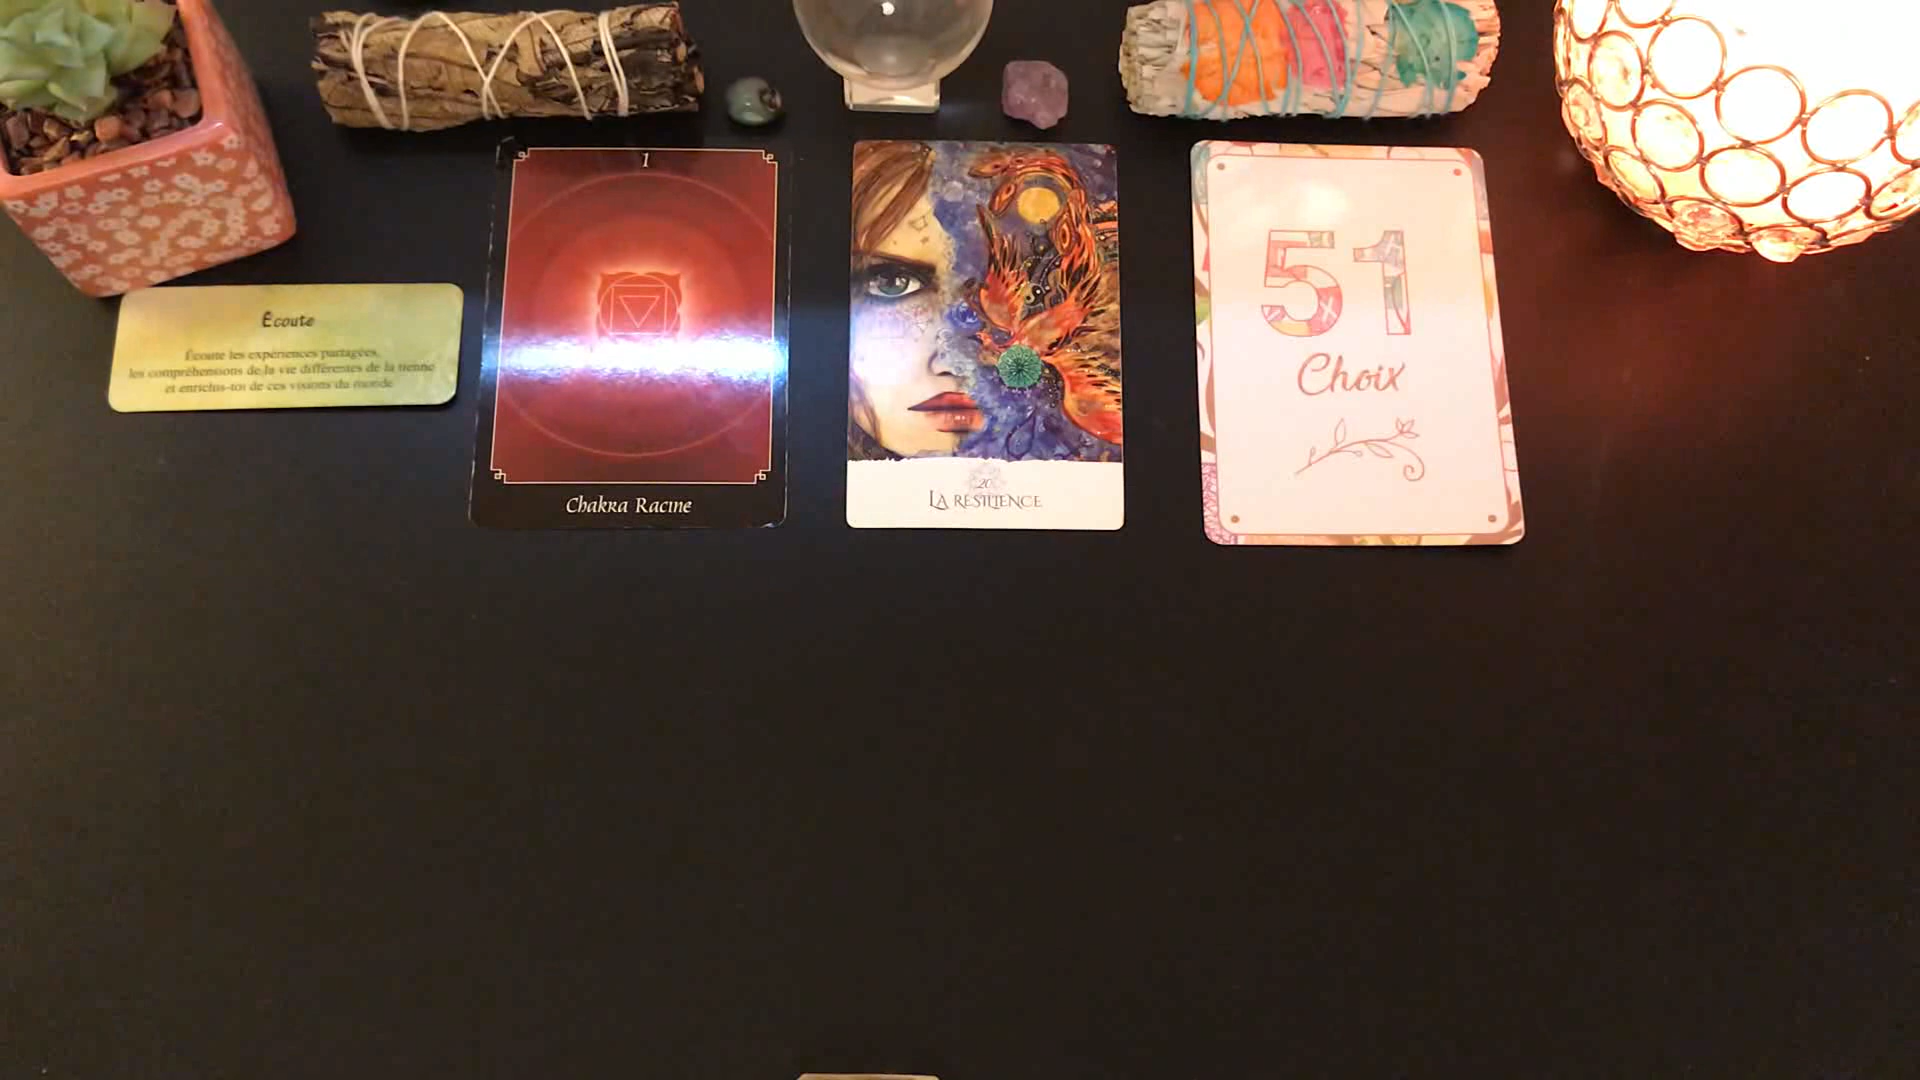 Écoute
Écoute les expériences partagées,
les compréhensions de la vie différentes de la tienne
et enrichis-toi de ces visions du monde
1
Chakra Racine
20
LA RÉSILIENCE
51
Choix